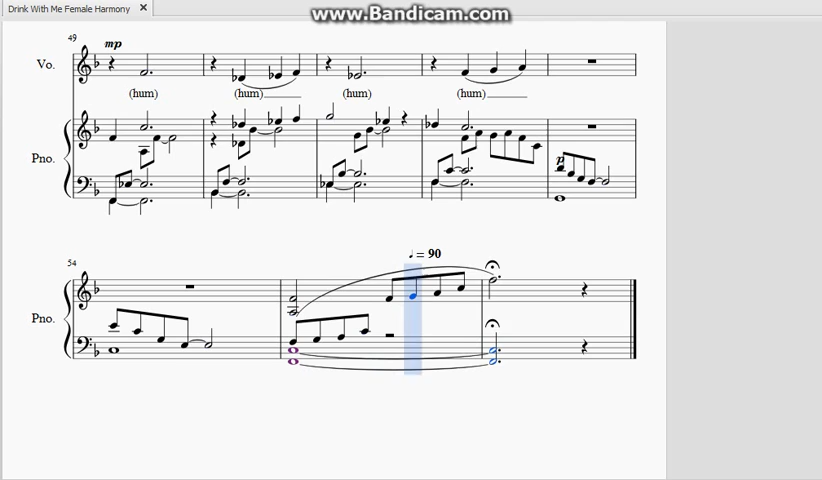 www.Bandicam.com
Drink With Me Female Harmony
49
mp
Vo.
(hum) (hum) (hum) (hum)
Pno.
p
54
♩ = 90
Pno.